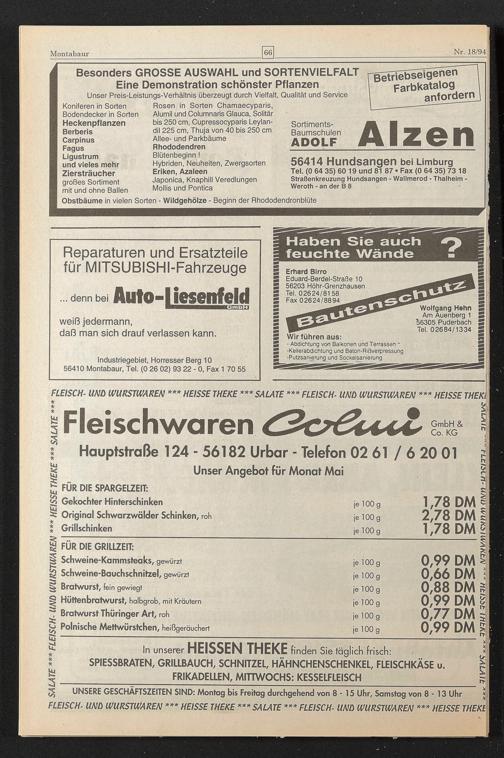 Montabaur
66
Nr. 18/94
Besonders GROSSE AUSWAHL und SORTENVIELFALT
Eine Demonstration schönster Pflanzen
Unser Preis-Leistungs-Verhältnis überzeugt durch Vielfalt, Qualität und Service
Betriebseigenen
Farbkatalog
anfordern
Koniferen in Sorten
Bodendecker in Sorten
Heckenpflanzen
Berberis
Carpinus
Fagus
Ligustrum
und vieles mehr
Ziersträucher
großes Sortiment
mit und ohne Ballen
Rosen in Sorten Chamaecyparis,
Alumil und Columnaris Glauca, Solitär
bis 250 cm, Cupressocyparis Leylan-
dil 225 cm, Thuja von 40 bis 250 cm
Allee- und Parkbäume
Rhododendren
Blütenbeginn !
Hybriden, Neuheiten, Zwergsorten
Eriken, Azaleen
Japonica, Knaphill Veredlungen
Mollis und Pontica
Obstbäume in vielen Sorten - Wildgehölze - Beginn der Rhododendronblüte
Sortiments-
Baumschulen
ADOLF Alzen
56414 Hundsangen bei Limburg
Tel. (0 64 35) 60 19 und 81 87 • Fax (0 64 35) 73 18
Straßenkreuzung Hundsangen - Wallmerod - Thalheim -
Weroth - an der B 8
Reparaturen und Ersatzteile
für MITSUBISHI-Fahrzeuge
... denn bei Auto-Liesenfeld
GmbH
weiß jedermann,
daß man sich drauf verlassen kann.
Industriegebiet, Horresser Berg 10
56410 Montabaur, Tel. (0 26 02) 93 22 - 0, Fax 1 70 55
Haben Sie auch
feuchte Wände ?
Erhard Birro
Eduard-Berdel-Straße 10
56203 Höhr-Grenzhausen
Tel. 02624/8158
Fax 02624/8894
Bautenschutz
Wolfgang Hehn
Am Auenberg 1
56305 Puderbach
Tel. 02684/1334
Wir führen aus:
- Abdichtung von Balkonen und Terrassen -
- Kellerabdichtung und Beton-Rißverpressung
- Putzsanierung und Sockelsanierung
FLEISCH- UND WURSTWAREN *** HEISSE THEKE *** SALATE *** FLEISCH- UND WURSTWAREN *** HEISSE THEKE
SALATE *** FLEISCH- UND WURSTWAREN *** HEISSE THEKE *** SALATE ***
Fleischwaren Colmi GmbH &
Co. KG
Hauptstraße 124 - 56182 Urbar - Telefon 02 61 / 6 20 01
Unser Angebot für Monat Mai
FÜR DIE SPARGELZEIT:
Gekochter Hinterschinken je 100 g 1,78 DM
Original Schwarzwälder Schinken, roh je 100 g 2,78 DM
Grillschinken je 100 g 1,78 DM
FÜR DIE GRILLZEIT:
Schweine-Kammsteaks, gewürzt je 100 g 0,99 DM
Schweine-Bauchschnitzel, gewürzt je 100 g 0,66 DM
Bratwurst, fein gewiegt je 100 g 0,88 DM
Hüttenbratwurst, halbgrob, mit Kräutern je 100 g 0,99 DM
Bratwurst Thüringer Art, roh je 100 g 0,77 DM
Polnische Mettwürstchen, heißgeräuchert je 100 g 0,99 DM
In unserer HEISSEN THEKE finden Sie täglich frisch:
SPIESSBRATEN, GRILLBAUCH, SCHNITZEL, HÄHNCHENSCHENKEL, FLEISCHKÄSE u.
FRIKADELLEN, MITTWOCHS: KESSELFLEISCH
UNSERE GESCHÄFTSZEITEN SIND: Montag bis Freitag durchgehend von 8 - 15 Uhr, Samstag von 8 - 13 Uhr
SALATE *** FLEISCH- UND WURSTWAREN *** HEISSE THEKE *** SALATE
FLEISCH- UND WURSTWAREN *** HEISSE THEKE *** SALATE *** FLEISCH- UND WURSTWAREN *** HEISSE THEKE